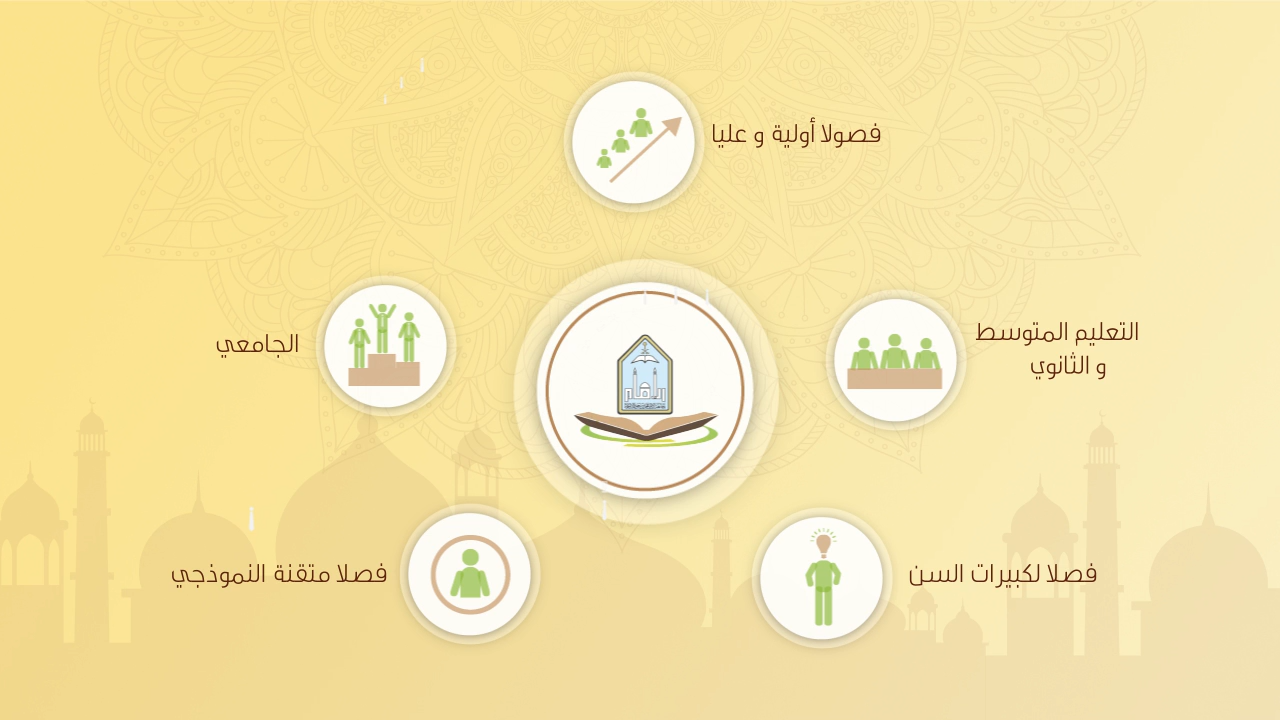 فصولا أولية و عليا
التعليم المتوسط
و الثانوي
الجامعي
فصلا لكبيرات السن
فصلا متقنة النموذجي